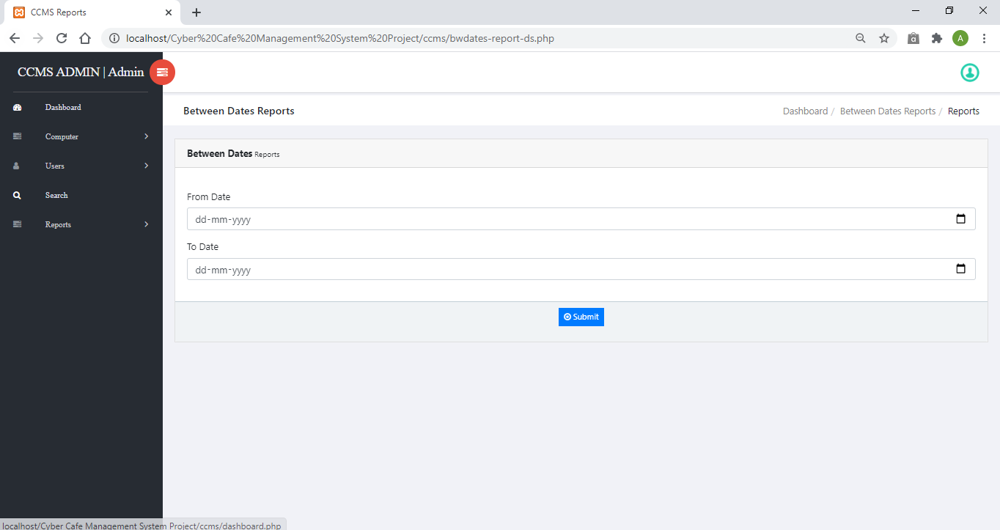 CCMS Reports
localhost/Cyber%20Cafe%20Management%20System%20Project/ccms/bwdates-report-ds.php
A
CCMS ADMIN | Admin
Dashboard
Computer
Users
Search
Reports
Between Dates Reports
Dashboard / Between Dates Reports / Reports
Between Dates Reports
From Date
dd-mm-yyyy
To Date
dd-mm-yyyy
Submit
localhost/Cyber Cafe Management System Project/ccms/dashboard.php